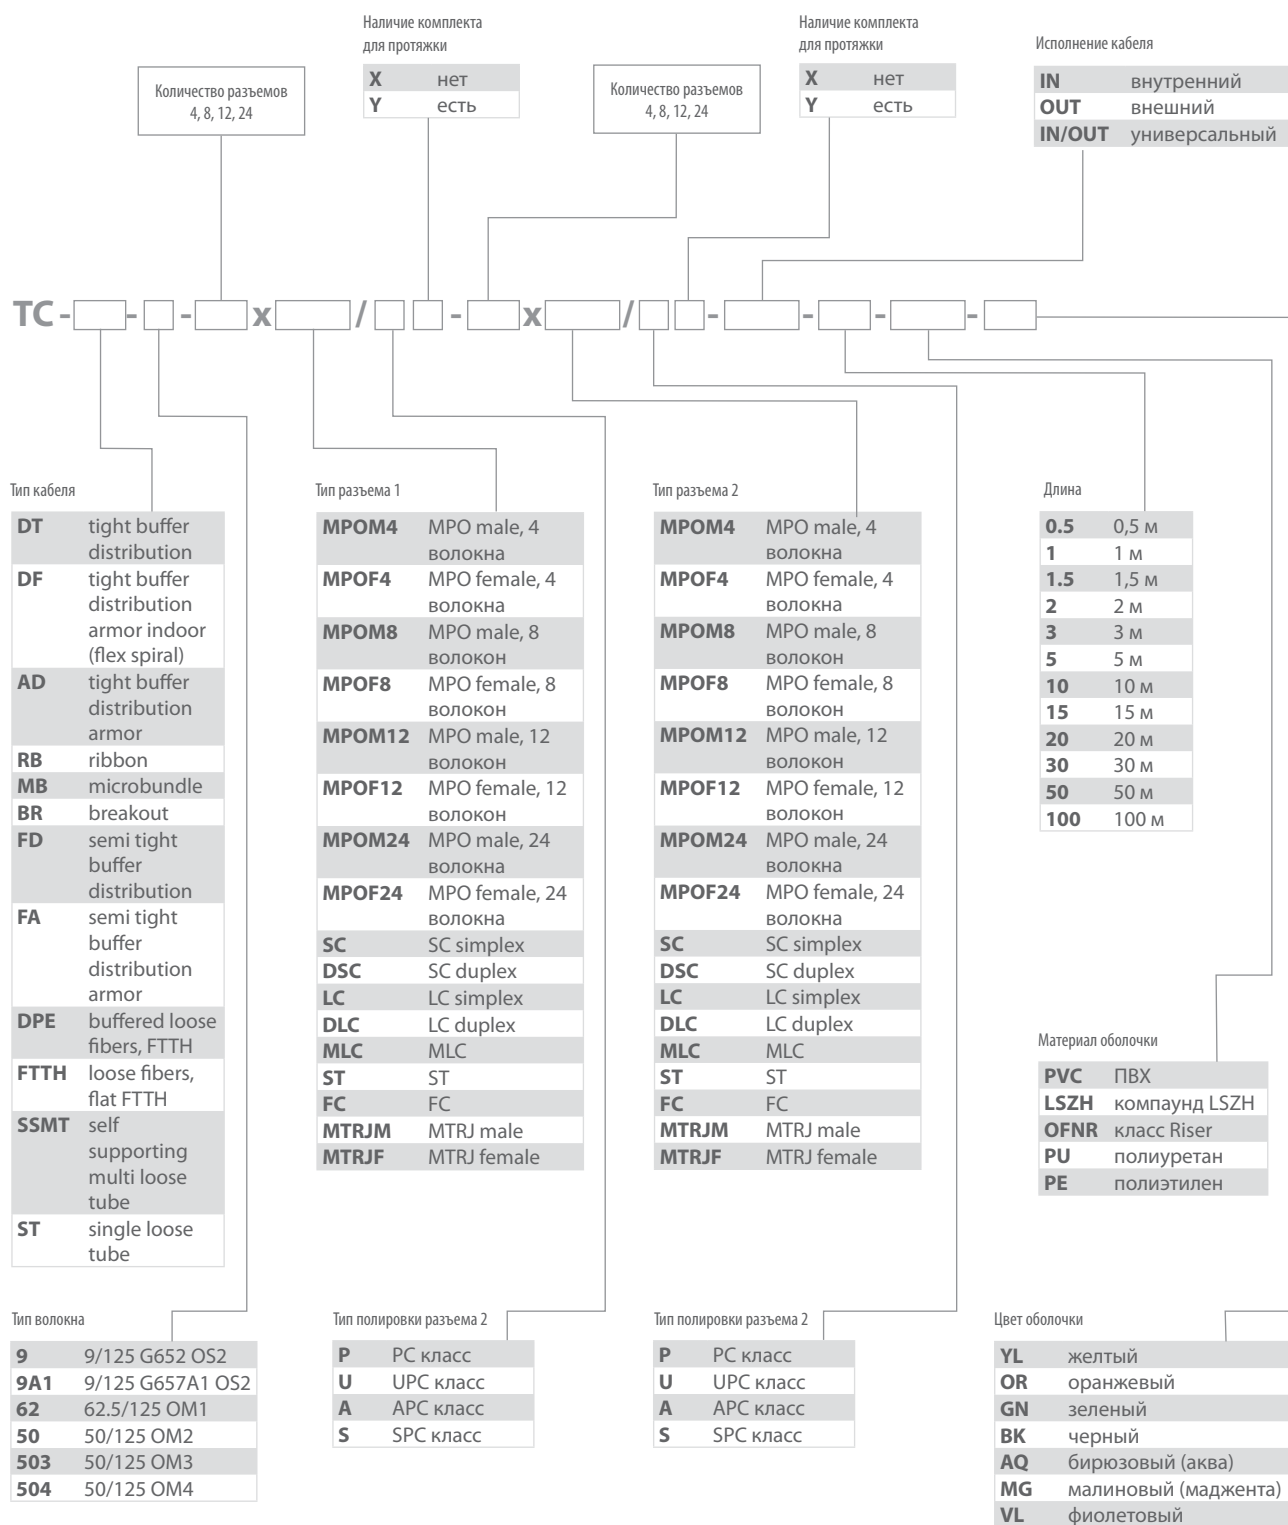 Наличие комплекта
для протяжки
X нет
Y есть
Количество разъемов
4, 8, 12, 24
Наличие комплекта
для протяжки
X нет
Y есть
Количество разъемов
4, 8, 12, 24
Исполнение кабеля
IN внутренний
OUT внешний
IN/OUT универсальный
TC - - - x / - x / - - - -
Тип кабеля
DT tight buffer
distribution
DF tight buffer
distribution
armor indoor
(flex spiral)
AD tight buffer
distribution
armor
RB ribbon
MB microbundle
BR breakout
FD semi tight
buffer
distribution
FA semi tight
buffer
distribution
armor
DPE buffered loose
fibers, FTTH
FTTH loose fibers,
flat FTTH
SSMT self
supporting
multi loose
tube
ST single loose
tube
Тип разъема 1
MPOM4 MPO male, 4
волокна
MPOF4 MPO female, 4
волокна
MPOM8 MPO male, 8
волокон
MPOF8 MPO female, 8
волокон
MPOM12 MPO male, 12
волокон
MPOF12 MPO female, 12
волокон
MPOM24 MPO male, 24
волокна
MPOF24 MPO female, 24
волокна
SC SC simplex
DSC SC duplex
LC LC simplex
DLC LC duplex
MLC MLC
ST ST
FC FC
MTRJM MTRJ male
MTRJF MTRJ female
Тип разъема 2
MPOM4 MPO male, 4
волокна
MPOF4 MPO female, 4
волокна
MPOM8 MPO male, 8
волокон
MPOF8 MPO female, 8
волокон
MPOM12 MPO male, 12
волокон
MPOF12 MPO female, 12
волокон
MPOM24 MPO male, 24
волокна
MPOF24 MPO female, 24
волокна
SC SC simplex
DSC SC duplex
LC LC simplex
DLC LC duplex
MLC MLC
ST ST
FC FC
MTRJM MTRJ male
MTRJF MTRJ female
Длина
0.5 0,5 м
1 1 м
1.5 1,5 м
2 2 м
3 3 м
5 5 м
10 10 м
15 15 м
20 20 м
30 30 м
50 50 м
100 100 м
Материал оболочки
PVC ПВХ
LSZH компаунд LSZH
OFNR класс Riser
PU полиуретан
PE полиэтилен
Тип волокна
9 9/125 G652 OS2
9A1 9/125 G657A1 OS2
62 62.5/125 OM1
50 50/125 OM2
503 50/125 OM3
504 50/125 OM4
Тип полировки разъема 2
P PC класс
U UPC класс
A APC класс
S SPC класс
Тип полировки разъема 2
P PC класс
U UPC класс
A APC класс
S SPC класс
Цвет оболочки
YL желтый
OR оранжевый
GN зеленый
BK черный
AQ бирюзовый (аква)
MG малиновый (маджента)
VL фиолетовый